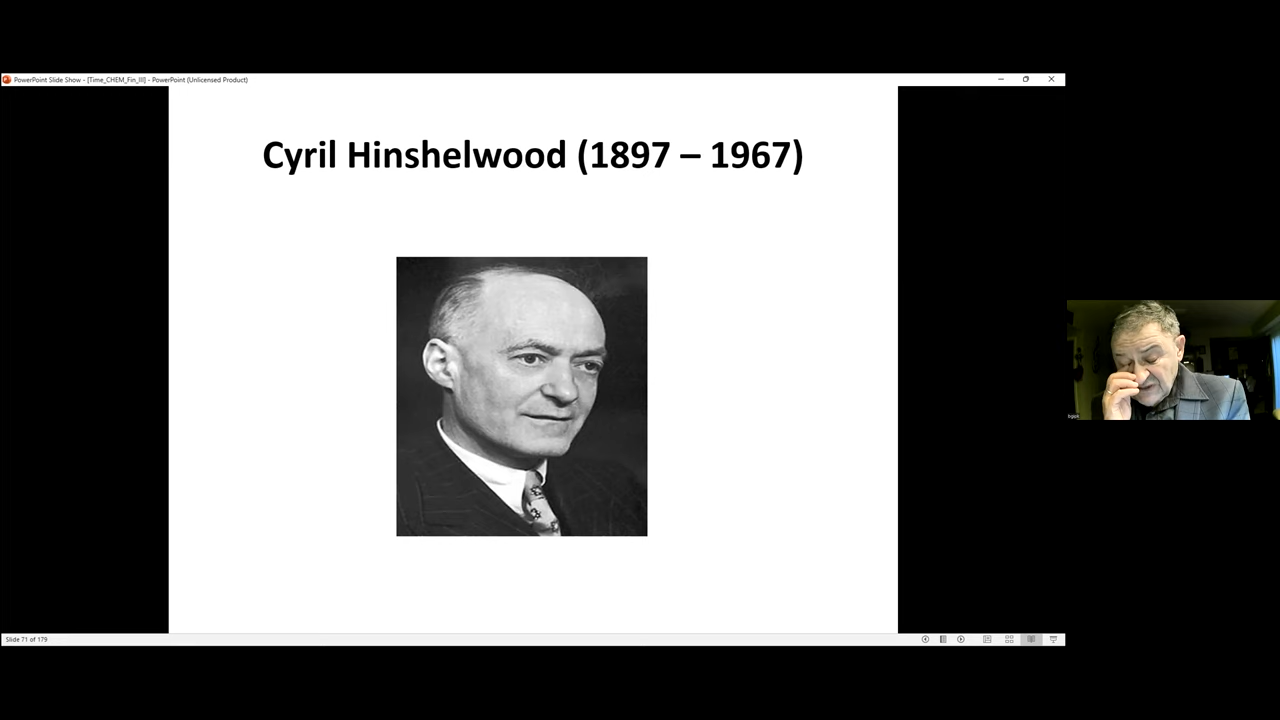 PowerPoint Slide Show - [Time_CHEM_Fin_III] - PowerPoint (Unlicensed Product)
Cyril Hinshelwood (1897 – 1967)
Slide 71 of 179